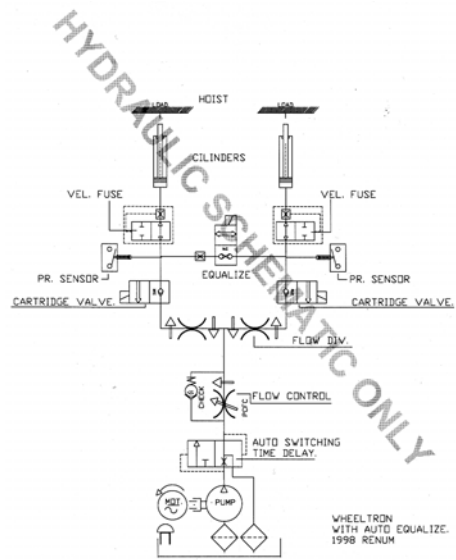 HYDRAULIC SCHEMATIC ONLY
LOAD
HOIST
LOAD
CILINDERS
VEL. FUSE
VEL. FUSE
NC
EQUALIZE
PR. SENSOR
PR. SENSOR
CARTRIDGE VALVE.
CARTRIDGE VALVE.
FLOW DIV.
CHECK
PCFC
FLOW CONTROL
AUTO SWITCHING
TIME DELAY.
MOT.
PUMP
WHEELTRON
WITH AUTO EQUALIZE.
1998 RENUM